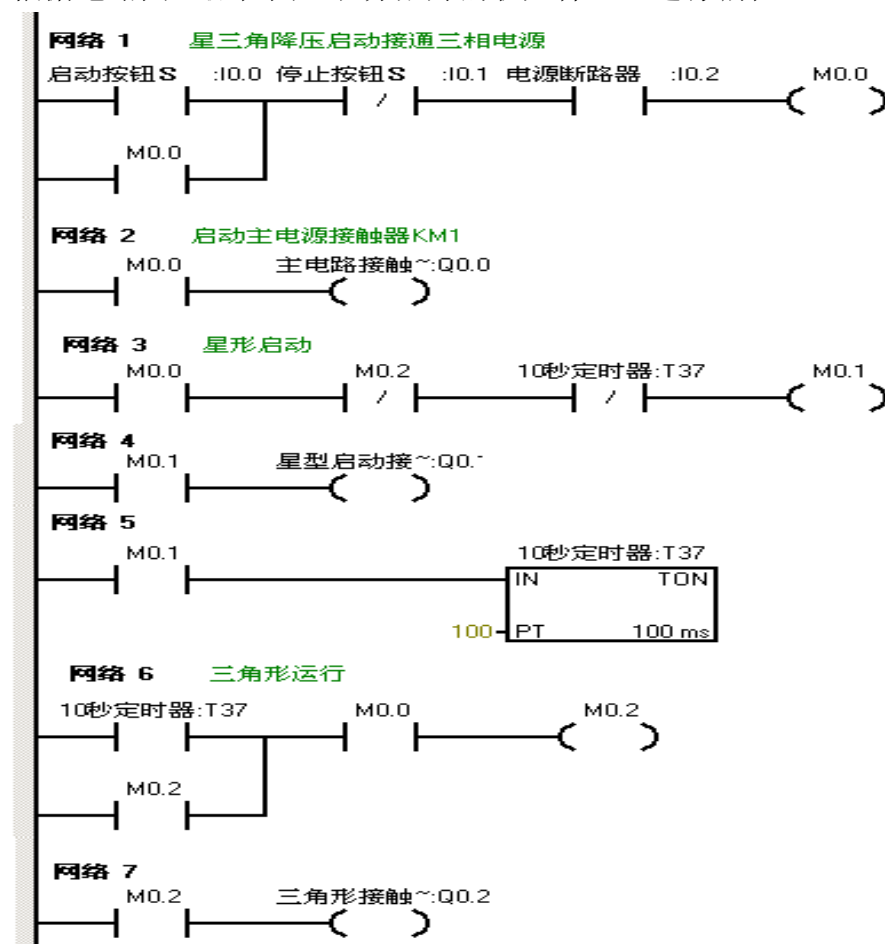 网络 1 星三角降压启动接通三相电源
启动按钮S :I0.0 停止按钮S :I0.1 电源断路器 :I0.2 M0.0
M0.0
网络 2 启动主电源接触器KM1
M0.0 主电路接触~:Q0.0
网络 3 星形启动
M0.0 M0.2 10秒定时器:T37 M0.1
网络 4
M0.1 星型启动接~:Q0.
网络 5
M0.1 10秒定时器:T37
IN TON
100 PT 100 ms
网络 6 三角形运行
10秒定时器:T37 M0.0 M0.2
M0.2
网络 7
M0.2 三角形接触~:Q0.2